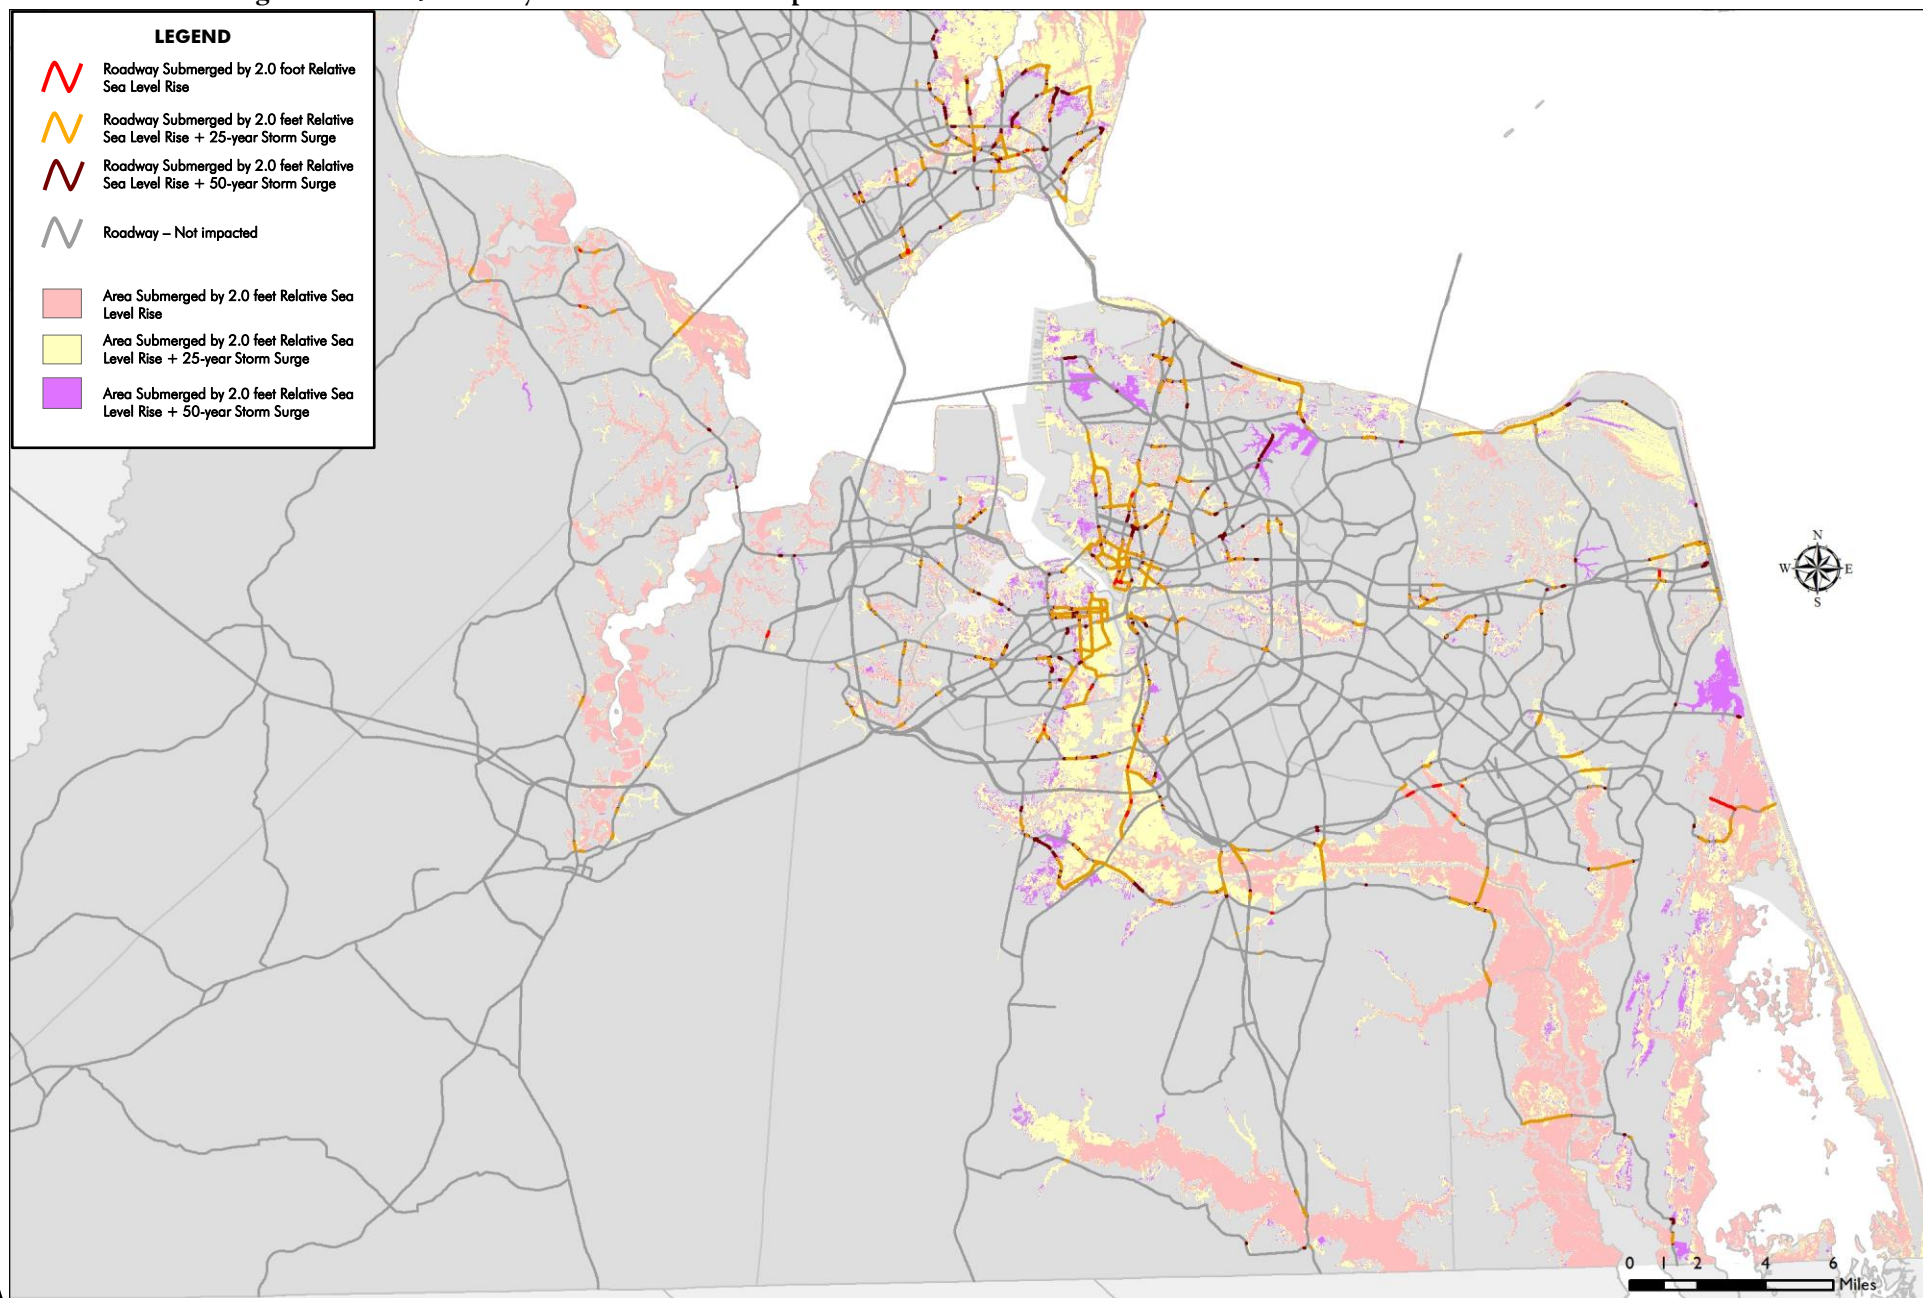 LEGEND
Roadway Submerged by 2.0 foot Relative
Sea Level Rise
Roadway Submerged by 2.0 feet Relative
Sea Level Rise + 25-year Storm Surge
Roadway Submerged by 2.0 feet Relative
Sea Level Rise + 50-year Storm Surge
Roadway – Not impacted
Area Submerged by 2.0 feet Relative Sea
Level Rise
Area Submerged by 2.0 feet Relative Sea
Level Rise + 25-year Storm Surge
Area Submerged by 2.0 feet Relative Sea
Level Rise + 50-year Storm Surge
N
W E
S
0 1 2 4 6
Miles